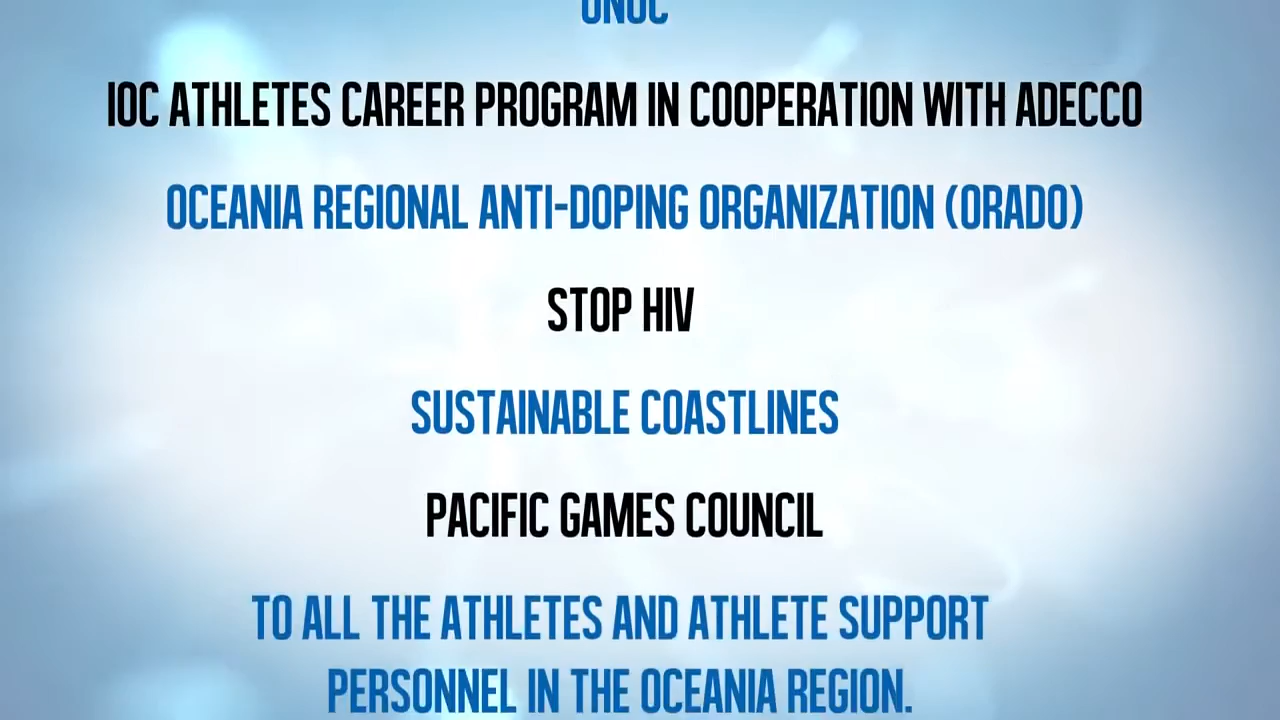 ONOC
IOC ATHLETES CAREER PROGRAM IN COOPERATION WITH ADECCO
OCEANIA REGIONAL ANTI-DOPING ORGANIZATION (ORADO)
STOP HIV
SUSTAINABLE COASTLINES
PACIFIC GAMES COUNCIL
TO ALL THE ATHLETES AND ATHLETE SUPPORT
PERSONNEL IN THE OCEANIA REGION.